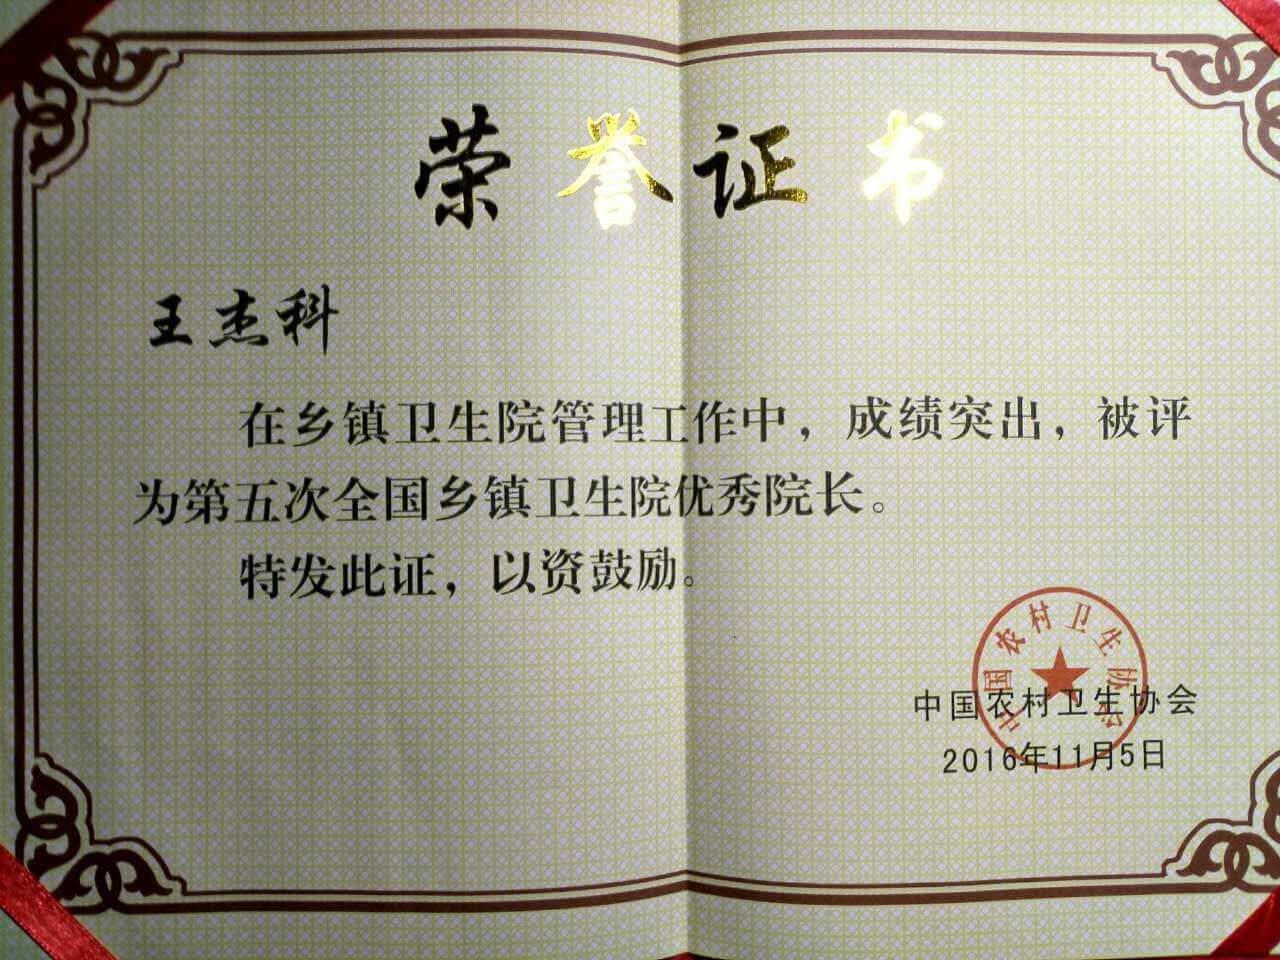 荣誉证书
王杰科
在乡镇卫生院管理工作中，成绩突出，被评
为第五次全国乡镇卫生院优秀院长。
特发此证，以资鼓励。
中国农村卫生协会
中国农村卫生协会
2016年11月5日